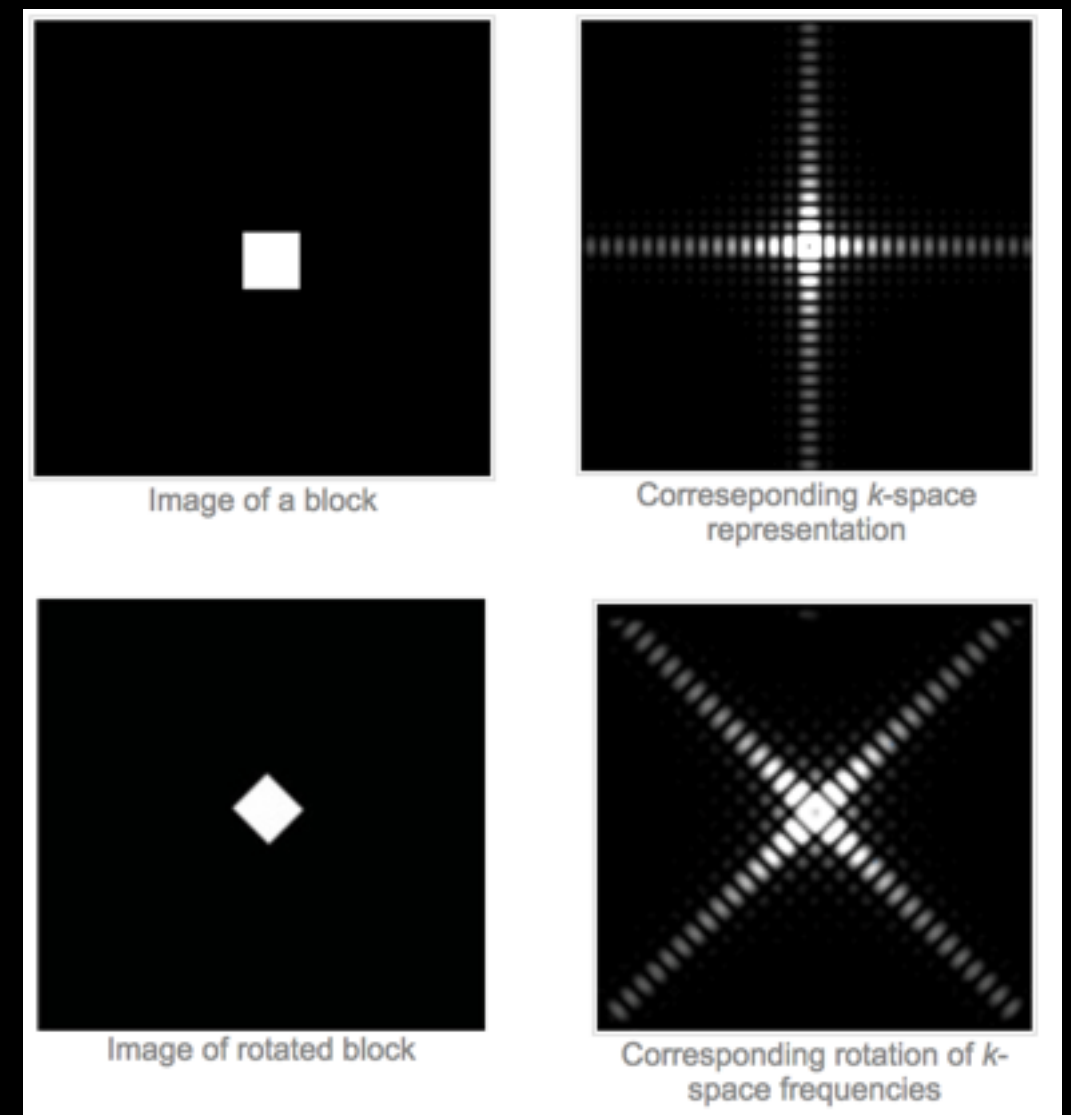 Image of a block
Correseponding k-space
representation
Image of rotated block
Corresponding rotation of k-
space frequencies